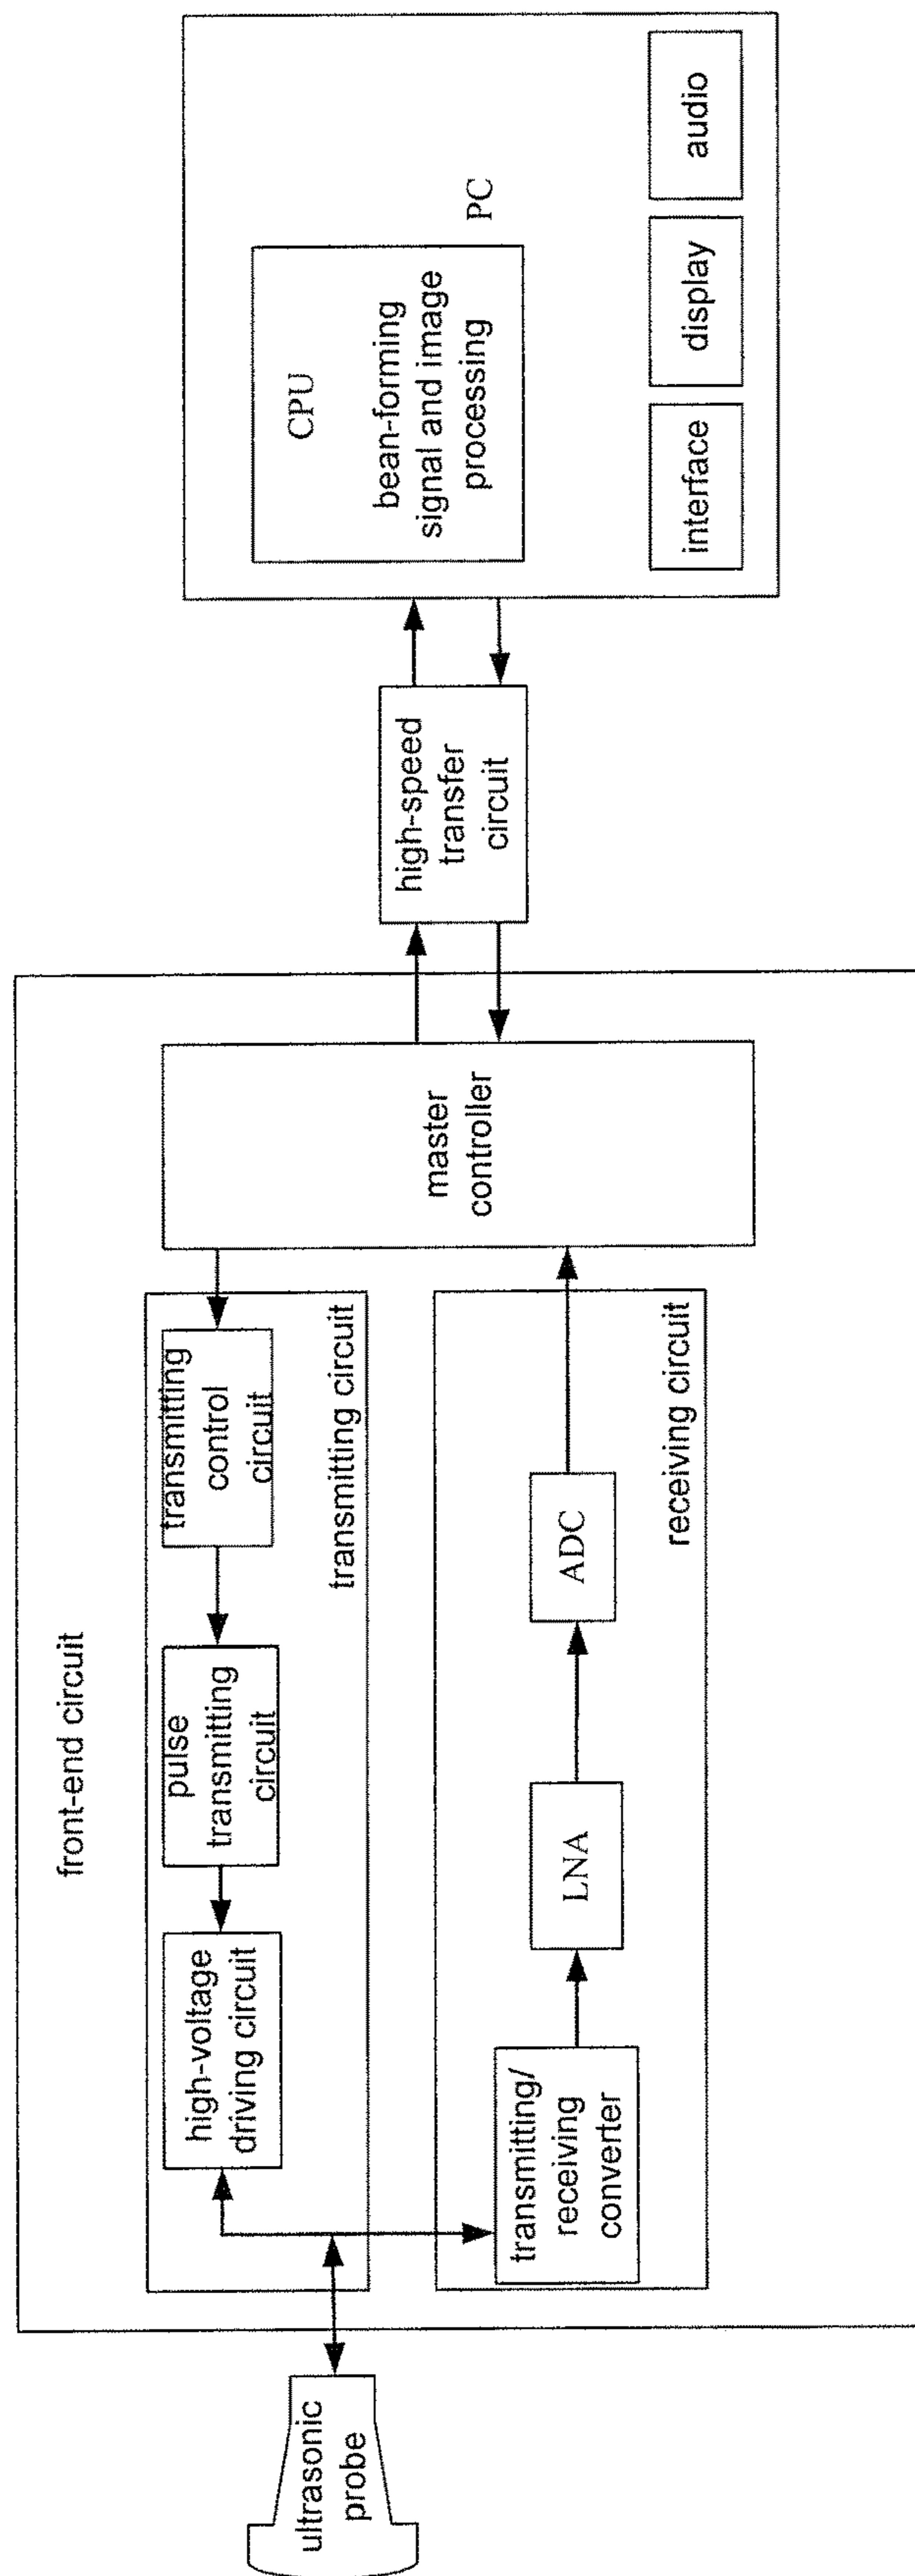 ultrasonic
probe
front-end circuit
high-voltage
driving circuit
pulse
transmitting
circuit
transmitting
control
circuit
transmitting circuit
transmitting/
receiving
converter
LNA
ADC
receiving circuit
master
controller
high-speed
transfer
circuit
CPU
bean-forming
signal and image
processing
PC
interface
display
audio